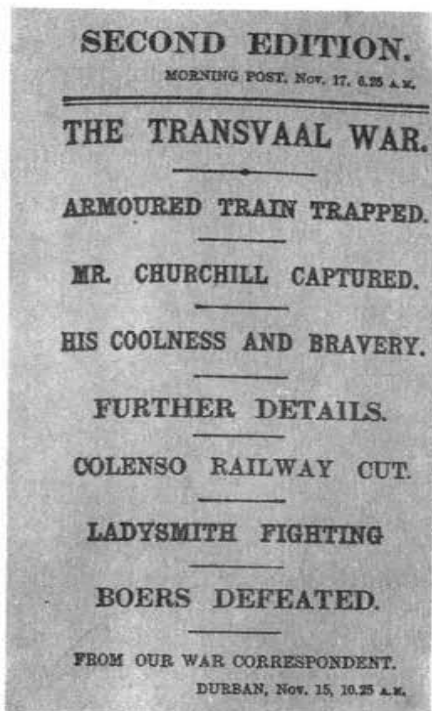 SECOND EDITION.
MORNING POST, Nov. 17, 6.25 A.M.
THE TRANSVAAL WAR.
ARMOURED TRAIN TRAPPED.
MR. CHURCHILL CAPTURED.
HIS COOLNESS AND BRAVERY.
FURTHER DETAILS.
COLENSO RAILWAY CUT.
LADYSMITH FIGHTING
BOERS DEFEATED.
FROM OUR WAR CORRESPONDENT.
DURBAN, Nov. 15, 10.25 A.M.